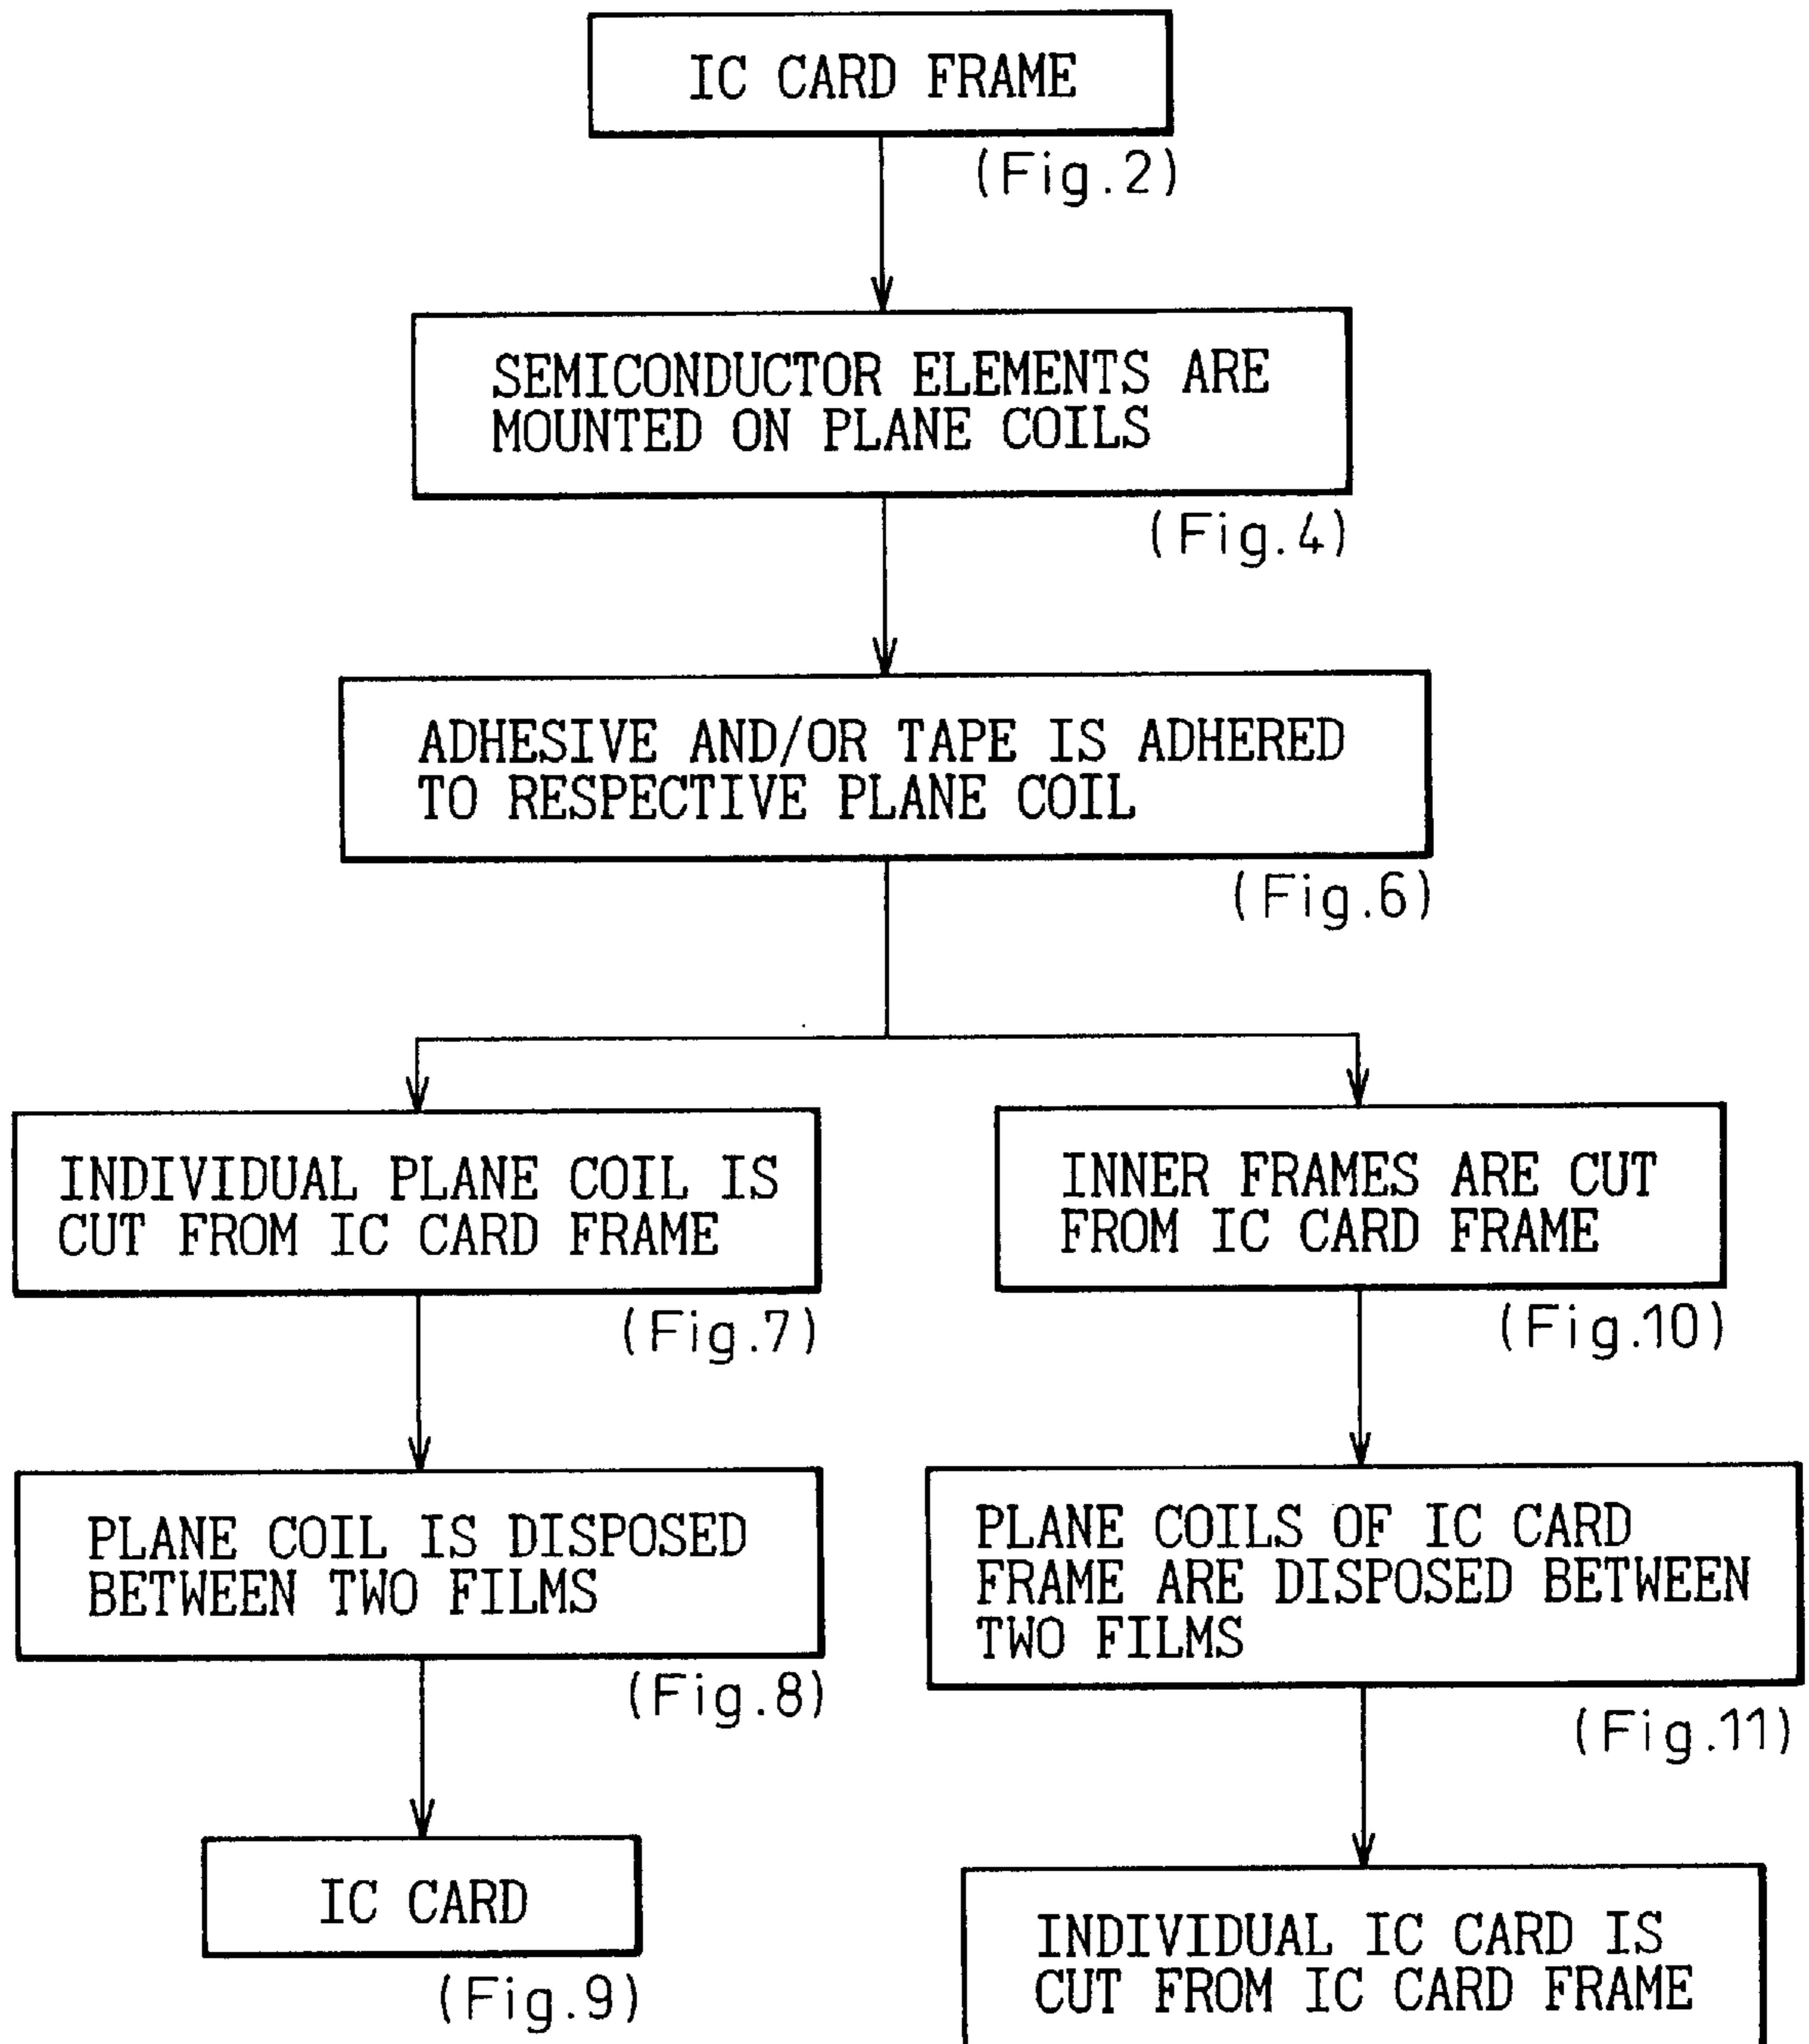 IC CARD FRAME
(Fig.2)
SEMICONDUCTOR ELEMENTS ARE
MOUNTED ON PLANE COILS
(Fig.4)
ADHESIVE AND/OR TAPE IS ADHERED
TO RESPECTIVE PLANE COIL
(Fig.6)
INDIVIDUAL PLANE COIL IS
CUT FROM IC CARD FRAME
(Fig.7)
PLANE COIL IS DISPOSED
BETWEEN TWO FILMS
(Fig.8)
IC CARD
(Fig.9)
INNER FRAMES ARE CUT
FROM IC CARD FRAME
(Fig.10)
PLANE COILS OF IC CARD
FRAME ARE DISPOSED BETWEEN
TWO FILMS
(Fig.11)
INDIVIDUAL IC CARD IS
CUT FROM IC CARD FRAME